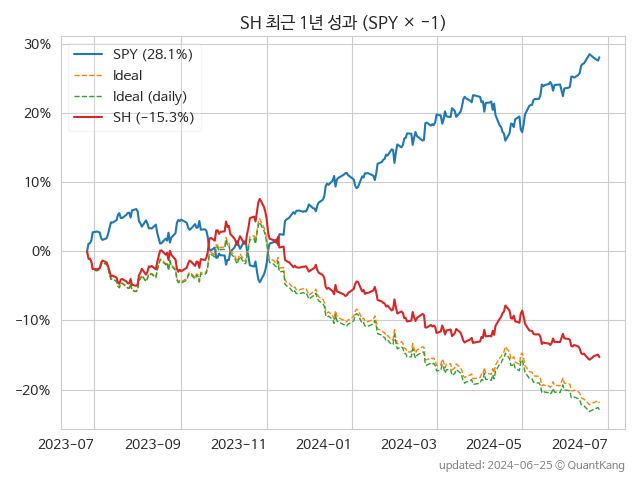 SH 최근 1년 성과 (SPY × −1)
30%
20%
10%
0%
−10%
−20%
SPY (28.1%)
Ideal
Ideal (daily)
SH (−15.3%)
2023-07
2023-09
2023-11
2024-01
2024-03
2024-05
2024-07
updated: 2024-06-25 © QuantKang